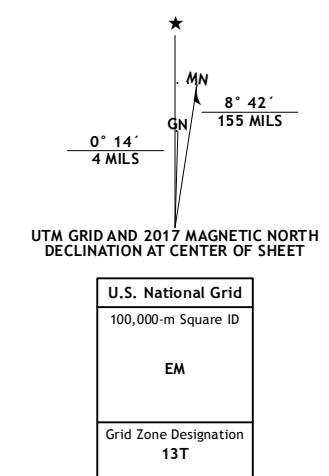 ★
MN
GN
8° 42´
155 MILS
0° 14´
4 MILS
UTM GRID AND 2017 MAGNETIC NORTH
DECLINATION AT CENTER OF SHEET
U.S. National Grid
100,000-m Square ID
EM
Grid Zone Designation
13T